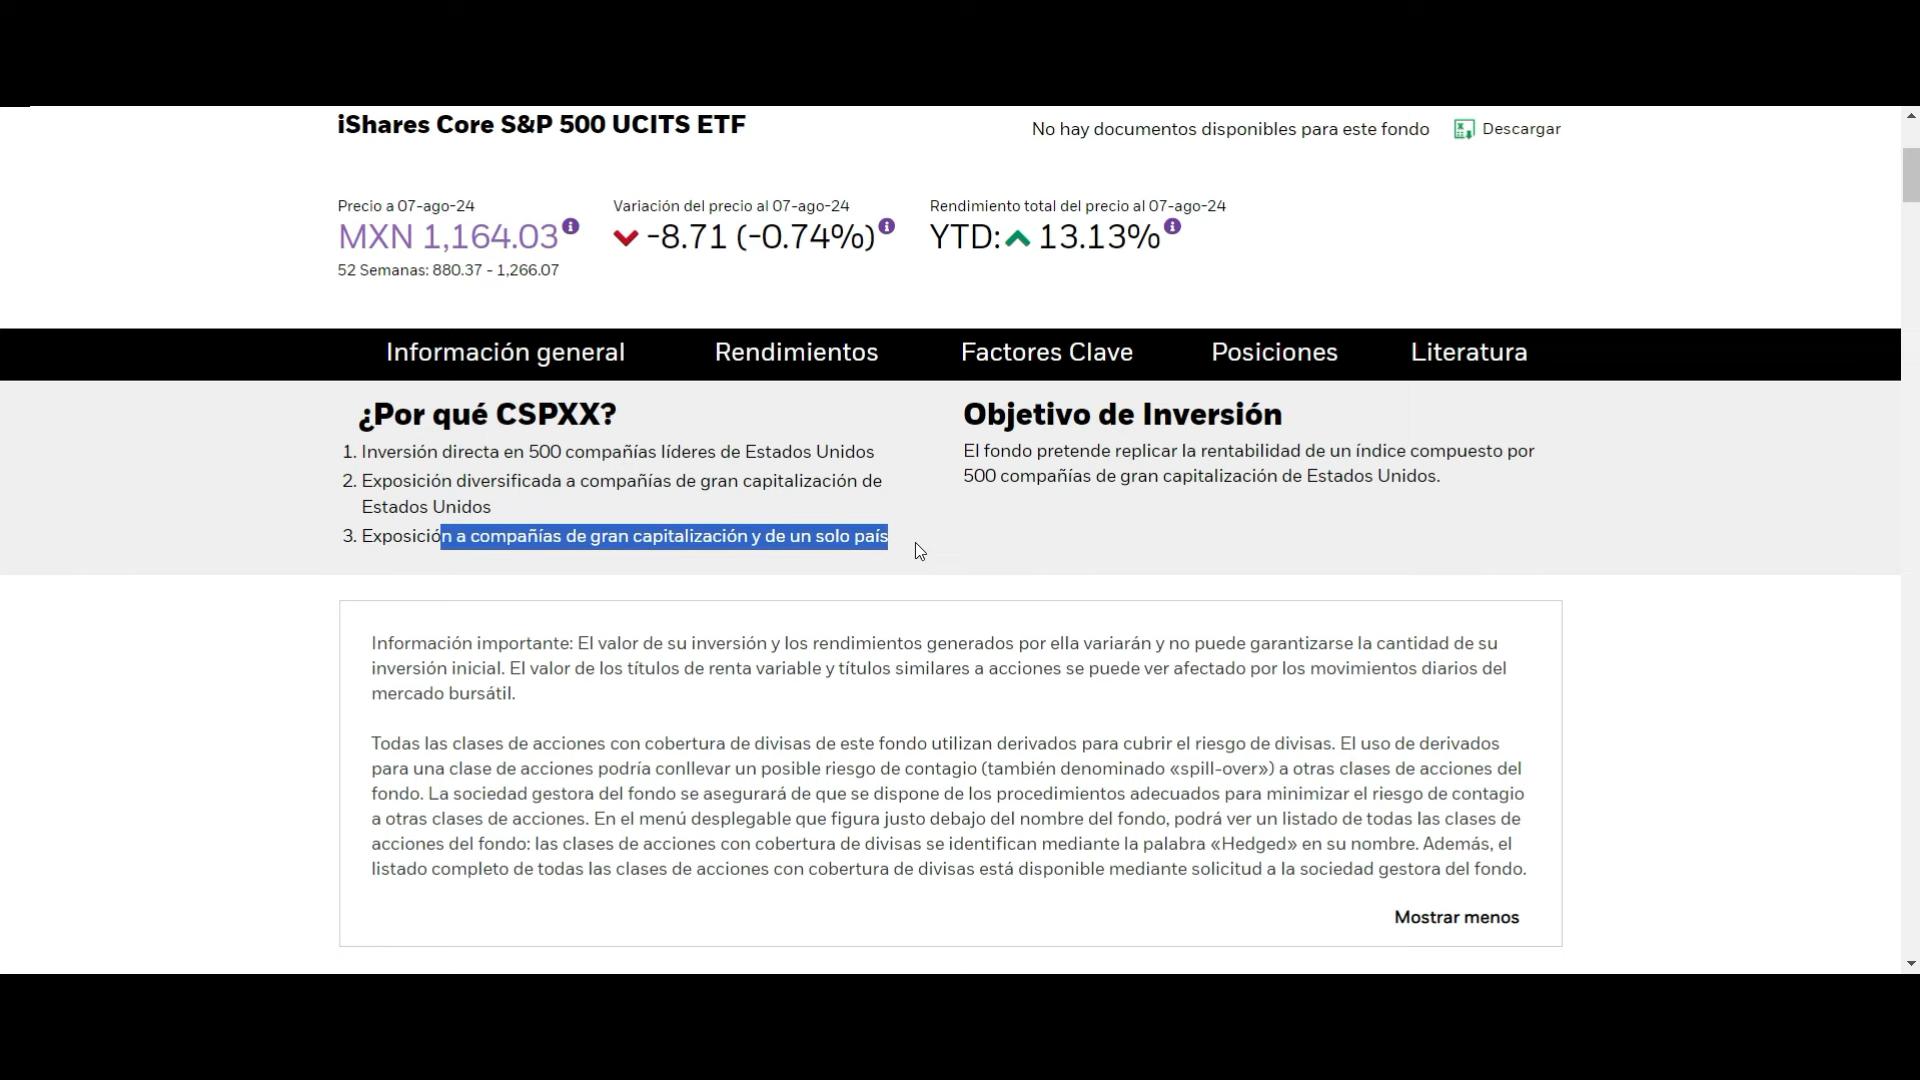 iShares Core S&P 500 UCITS ETF
No hay documentos disponibles para este fondo
Descargar
Precio a 07-ago-24
MXN 1,164.03
52 Semanas: 880.37 - 1,266.07
Variación del precio al 07-ago-24
-8.71 (-0.74%)
Rendimiento total del precio al 07-ago-24
YTD: 13.13%
Información general
Rendimientos
Factores Clave
Posiciones
Literatura
¿Por qué CSPXX?
1. Inversión directa en 500 compañías líderes de Estados Unidos
2. Exposición diversificada a compañías de gran capitalización de
Estados Unidos
3. Exposición a compañías de gran capitalización y de un solo país
Objetivo de Inversión
El fondo pretende replicar la rentabilidad de un índice compuesto por
500 compañías de gran capitalización de Estados Unidos.
Información importante: El valor de su inversión y los rendimientos generados por ella variarán y no puede garantizarse la cantidad de su
inversión inicial. El valor de los títulos de renta variable y títulos similares a acciones se puede ver afectado por los movimientos diarios del
mercado bursátil.
Todas las clases de acciones con cobertura de divisas de este fondo utilizan derivados para cubrir el riesgo de divisas. El uso de derivados
para una clase de acciones podría conllevar un posible riesgo de contagio (también denominado «spill-over») a otras clases de acciones del
fondo. La sociedad gestora del fondo se asegurará de que se dispone de los procedimientos adecuados para minimizar el riesgo de contagio
a otras clases de acciones. En el menú desplegable que figura justo debajo del nombre del fondo, podrá ver un listado de todas las clases de
acciones del fondo: las clases de acciones con cobertura de divisas se identifican mediante la palabra «Hedged» en su nombre. Además, el
listado completo de todas las clases de acciones con cobertura de divisas está disponible mediante solicitud a la sociedad gestora del fondo.
Mostrar menos